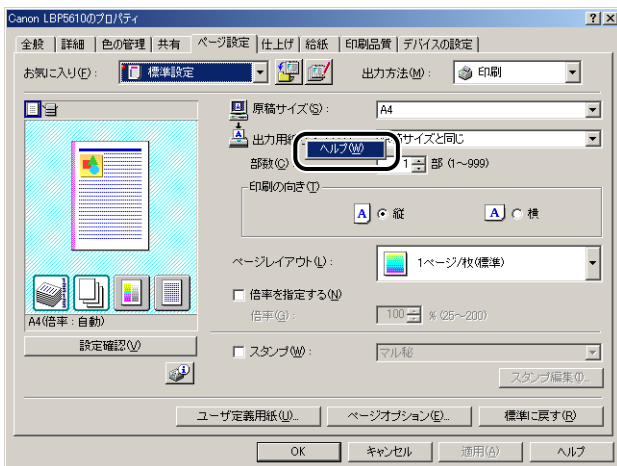 Canon LBP5610のプロパティ
全般 詳細 色の管理 共有 ページ設定 仕上げ 給紙 印刷品質 デバイスの設定
お気に入り(F): 標準設定 出力方法(M): 印刷
原稿サイズ(S): A4
出力用 サイズと同じ
ヘルプ(W)
部数(C): 1 部 (1~999)
印刷の向き(T)
A 縦 A 横
ページレイアウト(L): 1ページ/枚(標準)
倍率を指定する(N)
倍率(G): 100 % (25~200)
A4(倍率:自動)
設定確認(V)
スタンプ(W): マル秘
スタンプ編集(I)...
ユーザ定義用紙(U)... ページオプション(E)... 標準に戻す(R)
OK キャンセル 適用(A) ヘルプ